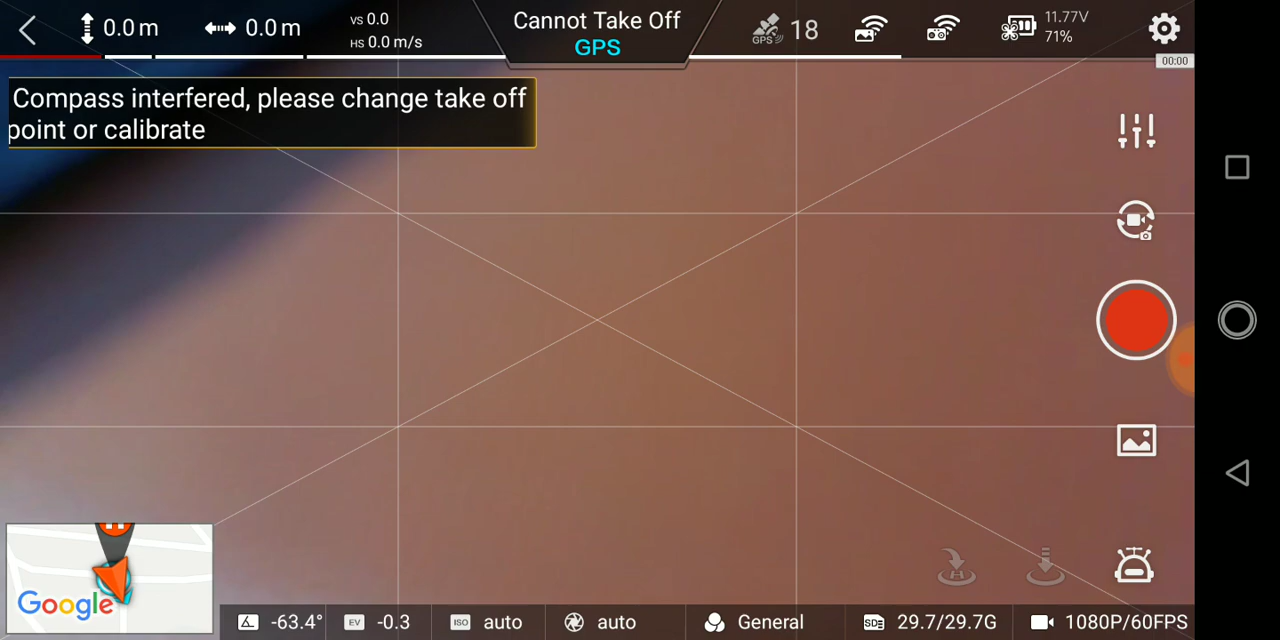 0.0 m
0.0 m
VS 0.0
HS 0.0 m/s
Cannot Take Off
GPS
GPS
18
11.77V
71%
00:00
Compass interfered, please change take off
point or calibrate
H
Google
-63.4°
EV
-0.3
ISO
auto
auto
General
SD
29.7/29.7G
1080P/60FPS